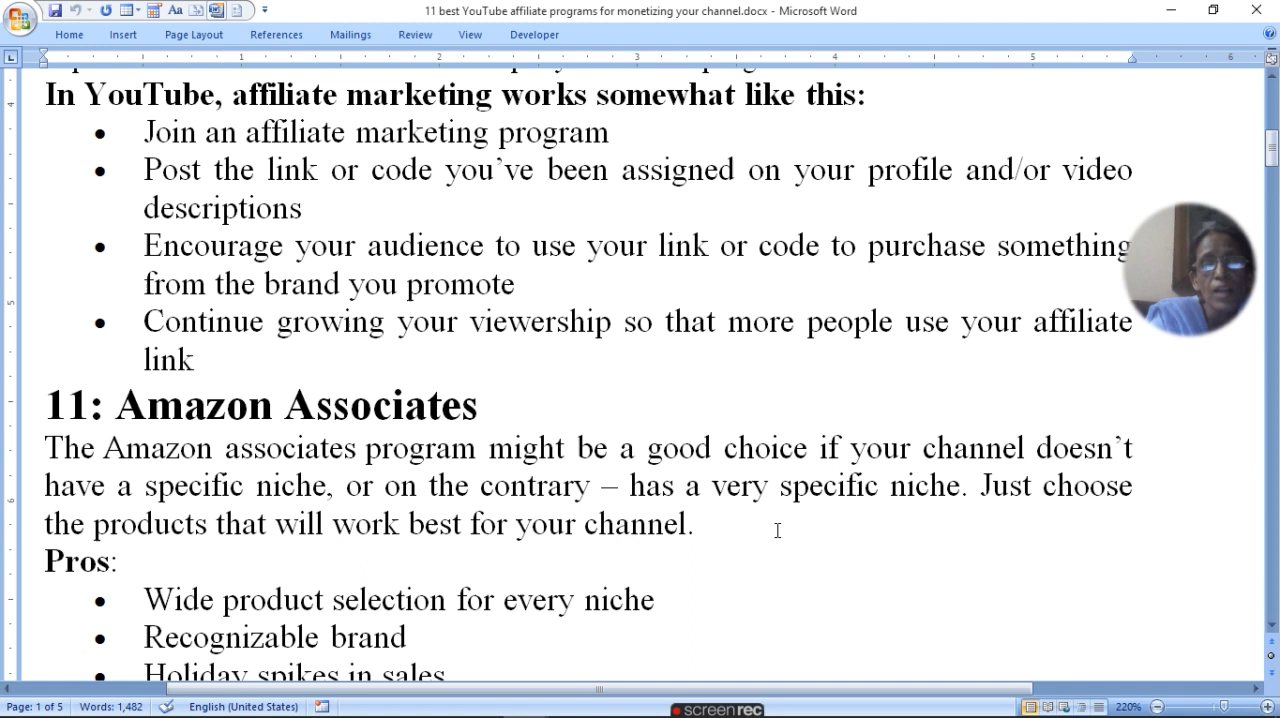 11 best YouTube affiliate programs for monetizing your channel.docx - Microsoft Word
Home Insert Page Layout References Mailings Review View Developer
1 2 3 4 5 6
In YouTube, affiliate marketing works somewhat like this:
• Join an affiliate marketing program
• Post the link or code you’ve been assigned on your profile and/or video
descriptions
• Encourage your audience to use your link or code to purchase something
from the brand you promote
• Continue growing your viewership so that more people use your affiliate
link
11: Amazon Associates
The Amazon associates program might be a good choice if your channel doesn’t
have a specific niche, or on the contrary – has a very specific niche. Just choose
the products that will work best for your channel.
Pros:
• Wide product selection for every niche
• Recognizable brand
• Holiday spikes in sales
Page: 1 of 5 Words: 1,482 English (United States) 220%
screenrec